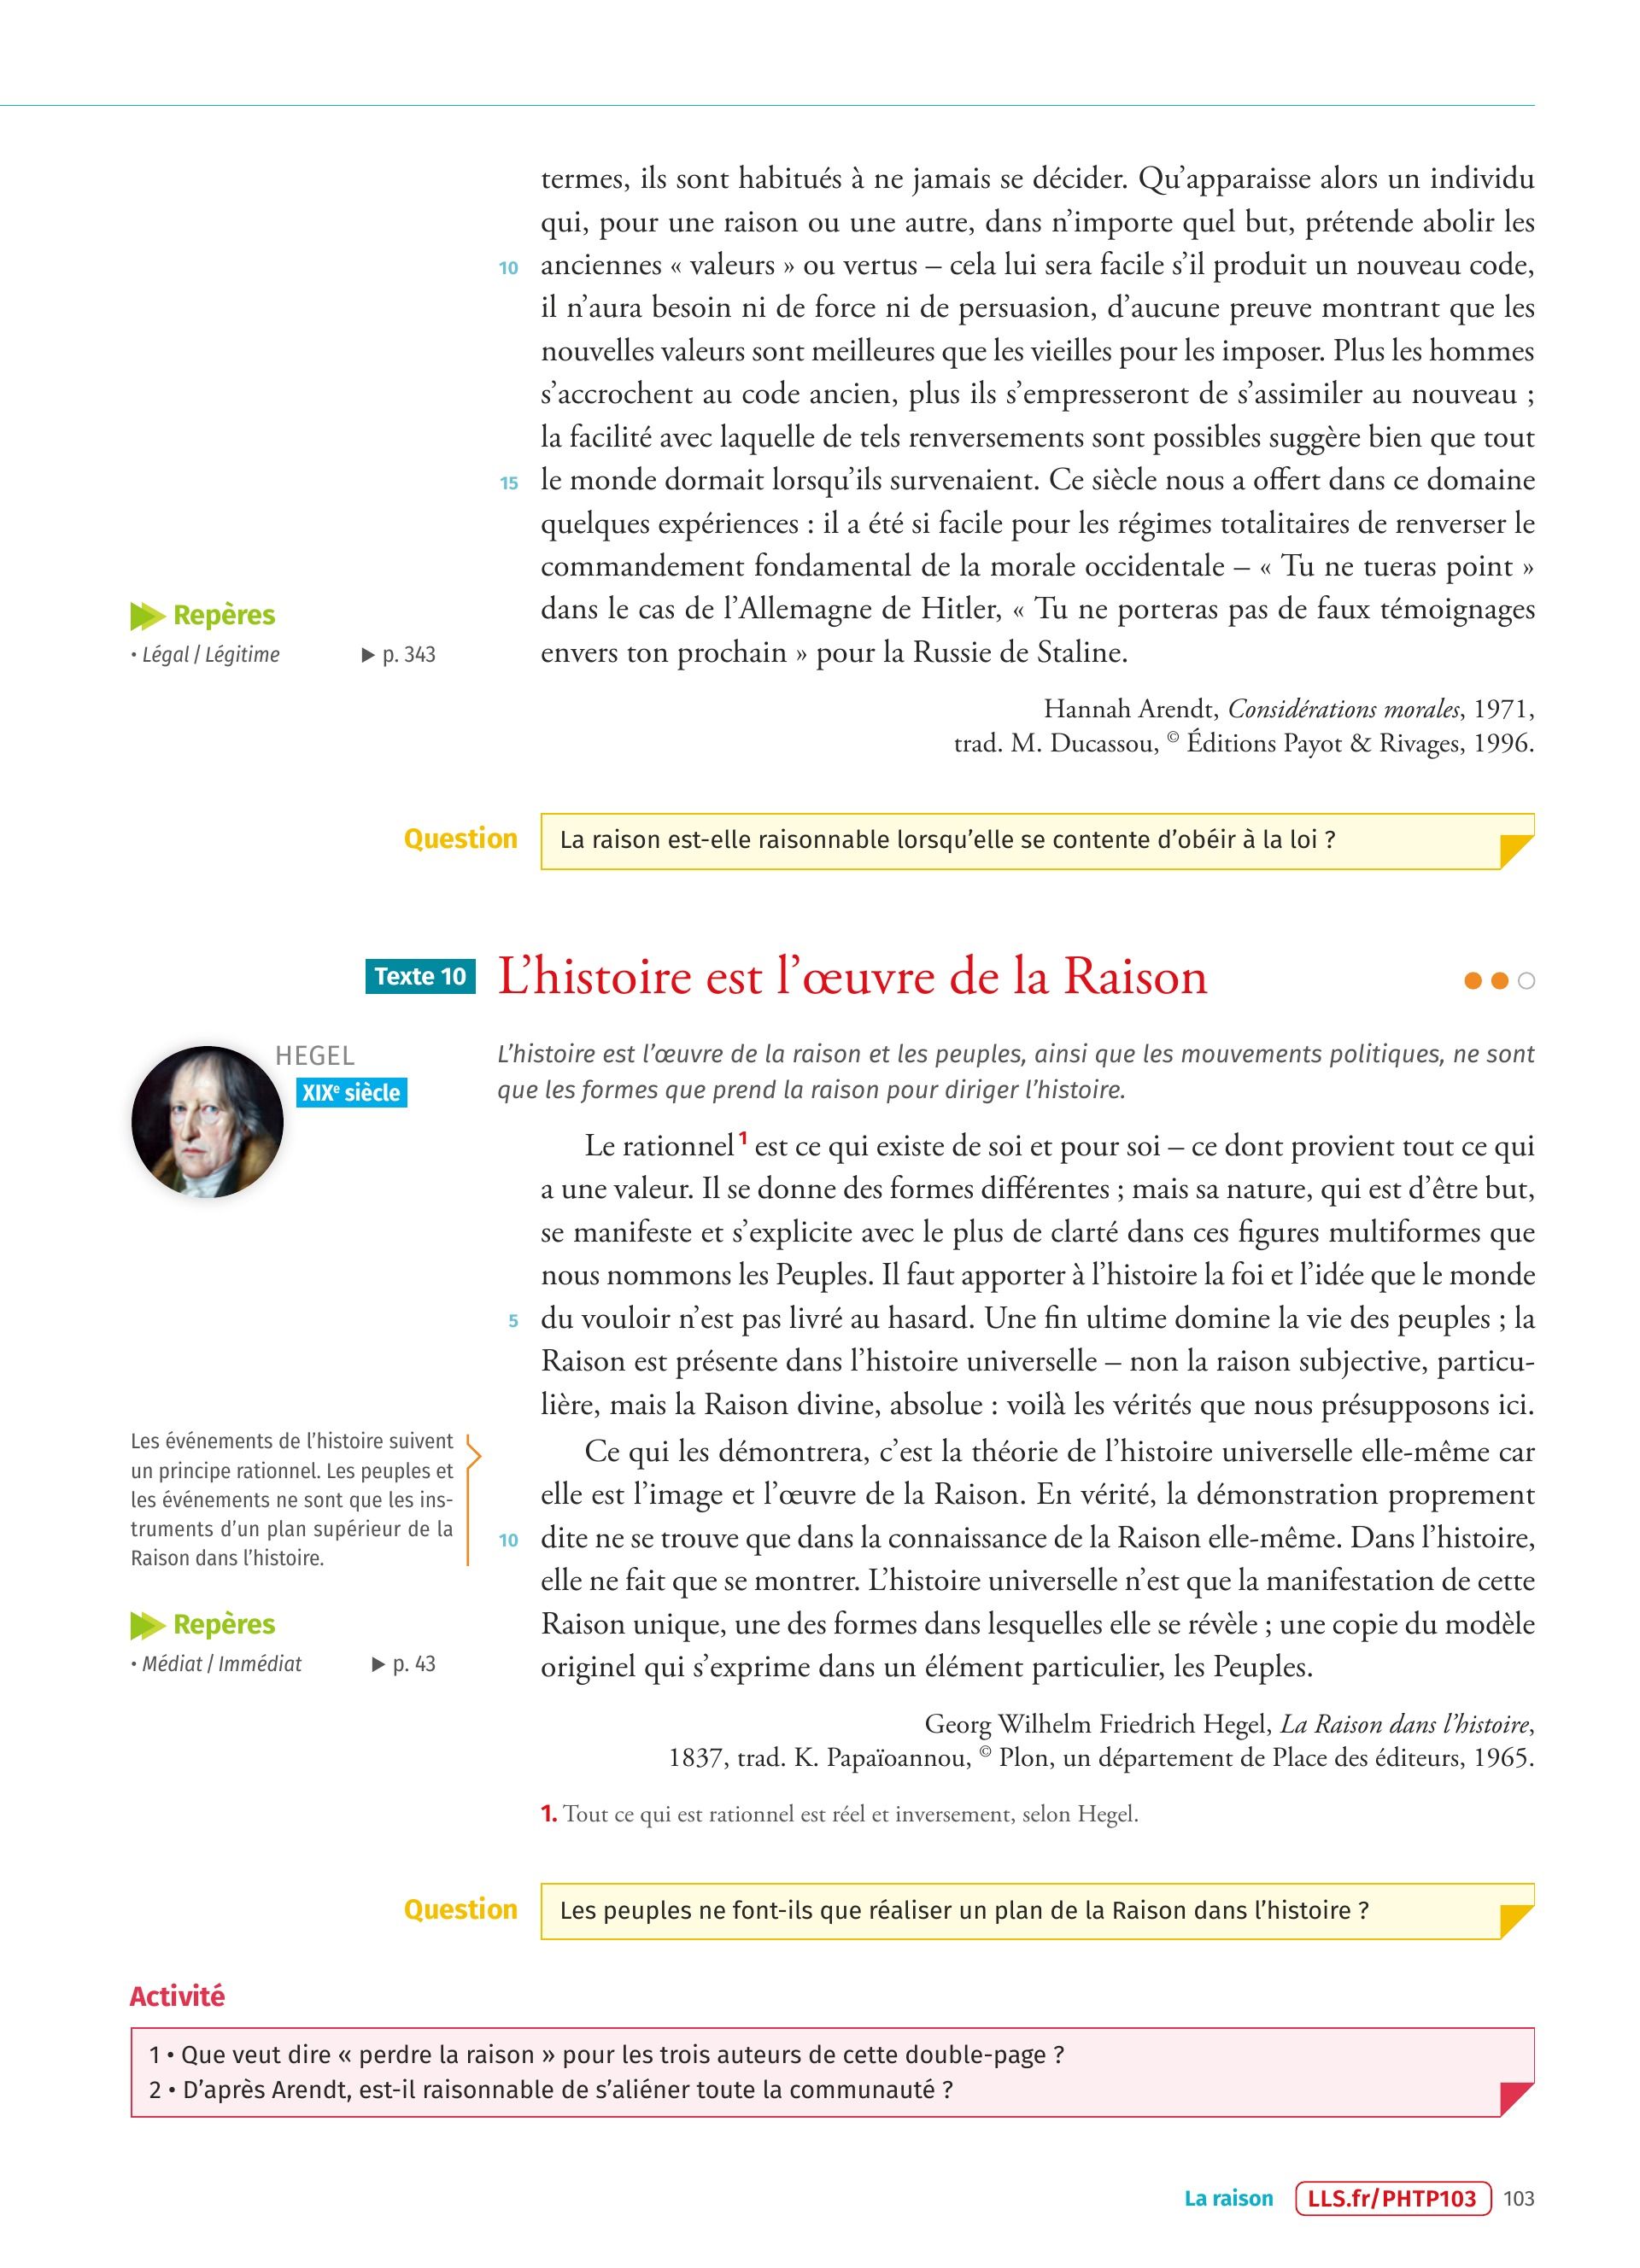 termes, ils sont habitués à ne jamais se décider. Qu’apparaisse alors un individu
qui, pour une raison ou une autre, dans n’importe quel but, prétende abolir les
10 anciennes « valeurs » ou vertus – cela lui sera facile s’il produit un nouveau code,
il n’aura besoin ni de force ni de persuasion, d’aucune preuve montrant que les
nouvelles valeurs sont meilleures que les vieilles pour les imposer. Plus les hommes
s’accrochent au code ancien, plus ils s’empresseront de s’assimiler au nouveau ;
la facilité avec laquelle de tels renversements sont possibles suggère bien que tout
15 le monde dormait lorsqu’ils survenaient. Ce siècle nous a offert dans ce domaine
quelques expériences : il a été si facile pour les régimes totalitaires de renverser le
commandement fondamental de la morale occidentale – « Tu ne tueras point »
dans le cas de l’Allemagne de Hitler, « Tu ne porteras pas de faux témoignages
envers ton prochain » pour la Russie de Staline.
Repères
• Légal / Légitime ▶ p. 343
Hannah Arendt, Considérations morales, 1971,
trad. M. Ducassou, © Éditions Payot & Rivages, 1996.
Question
La raison est-elle raisonnable lorsqu’elle se contente d’obéir à la loi ?
Texte 10 L’histoire est l’œuvre de la Raison
HEGEL
XIXe siècle
L’histoire est l’œuvre de la raison et les peuples, ainsi que les mouvements politiques, ne sont
que les formes que prend la raison pour diriger l’histoire.
Le rationnel1 est ce qui existe de soi et pour soi – ce dont provient tout ce qui
a une valeur. Il se donne des formes différentes ; mais sa nature, qui est d’être but,
se manifeste et s’explicite avec le plus de clarté dans ces figures multiformes que
nous nommons les Peuples. Il faut apporter à l’histoire la foi et l’idée que le monde
5 du vouloir n’est pas livré au hasard. Une fin ultime domine la vie des peuples ; la
Raison est présente dans l’histoire universelle – non la raison subjective, particu-
lière, mais la Raison divine, absolue : voilà les vérités que nous présupposons ici.
Ce qui les démontrera, c’est la théorie de l’histoire universelle elle-même car
elle est l’image et l’œuvre de la Raison. En vérité, la démonstration proprement
10 dite ne se trouve que dans la connaissance de la Raison elle-même. Dans l’histoire,
elle ne fait que se montrer. L’histoire universelle n’est que la manifestation de cette
Raison unique, une des formes dans lesquelles elle se révèle ; une copie du modèle
originel qui s’exprime dans un élément particulier, les Peuples.
Les événements de l’histoire suivent
un principe rationnel. Les peuples et
les événements ne sont que les ins-
truments d’un plan supérieur de la
Raison dans l’histoire.
Repères
• Médiat / Immédiat ▶ p. 43
Georg Wilhelm Friedrich Hegel, La Raison dans l’histoire,
1837, trad. K. Papaïoannou, © Plon, un département de Place des éditeurs, 1965.
1. Tout ce qui est rationnel est réel et inversement, selon Hegel.
Question
Les peuples ne font-ils que réaliser un plan de la Raison dans l’histoire ?
Activité
1 • Que veut dire « perdre la raison » pour les trois auteurs de cette double-page ?
2 • D’après Arendt, est-il raisonnable de s’aliéner toute la communauté ?
La raison LLS.fr/PHTP103 103